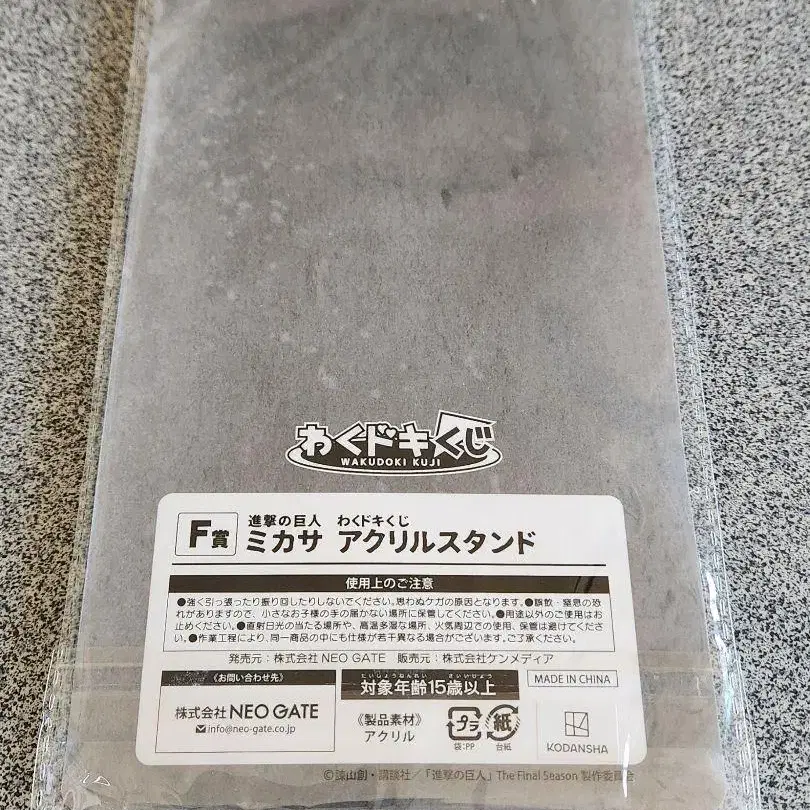 わくドキくじ
WAKUDOKI KUJI
F賞
進撃の巨人 わくドキくじ
ミカサ アクリルスタンド
使用上のご注意
●強く引っ張ったり振り回したりしないでください。思わぬケガの原因となります。●誤飲・窒息の恐
れがありますので、小さなお子様の手の届かない場所に保管してください。●用途以外のご使用はお
止めください。●直射日光の当たる場所や、高温多湿な場所、火気周辺での使用、保管は避けてくださ
い。●作業工程により、同一商品の中にも仕様が若干異なる場合がございます。ご了承ください。
発売元：株式会社 NEO GATE 販売元：株式会社ケンメディア
《お問い合わせ先》
株式会社 NEO GATE
info@neo-gate.co.jp
たいしょうねんれい さいいじょう
対象年齢15歳以上
《製品素材》
アクリル
プラ
袋:PP
紙
台紙
MADE IN CHINA
KODANSHA
©諫山創・講談社／「進撃の巨人」The Final Season 製作委員会